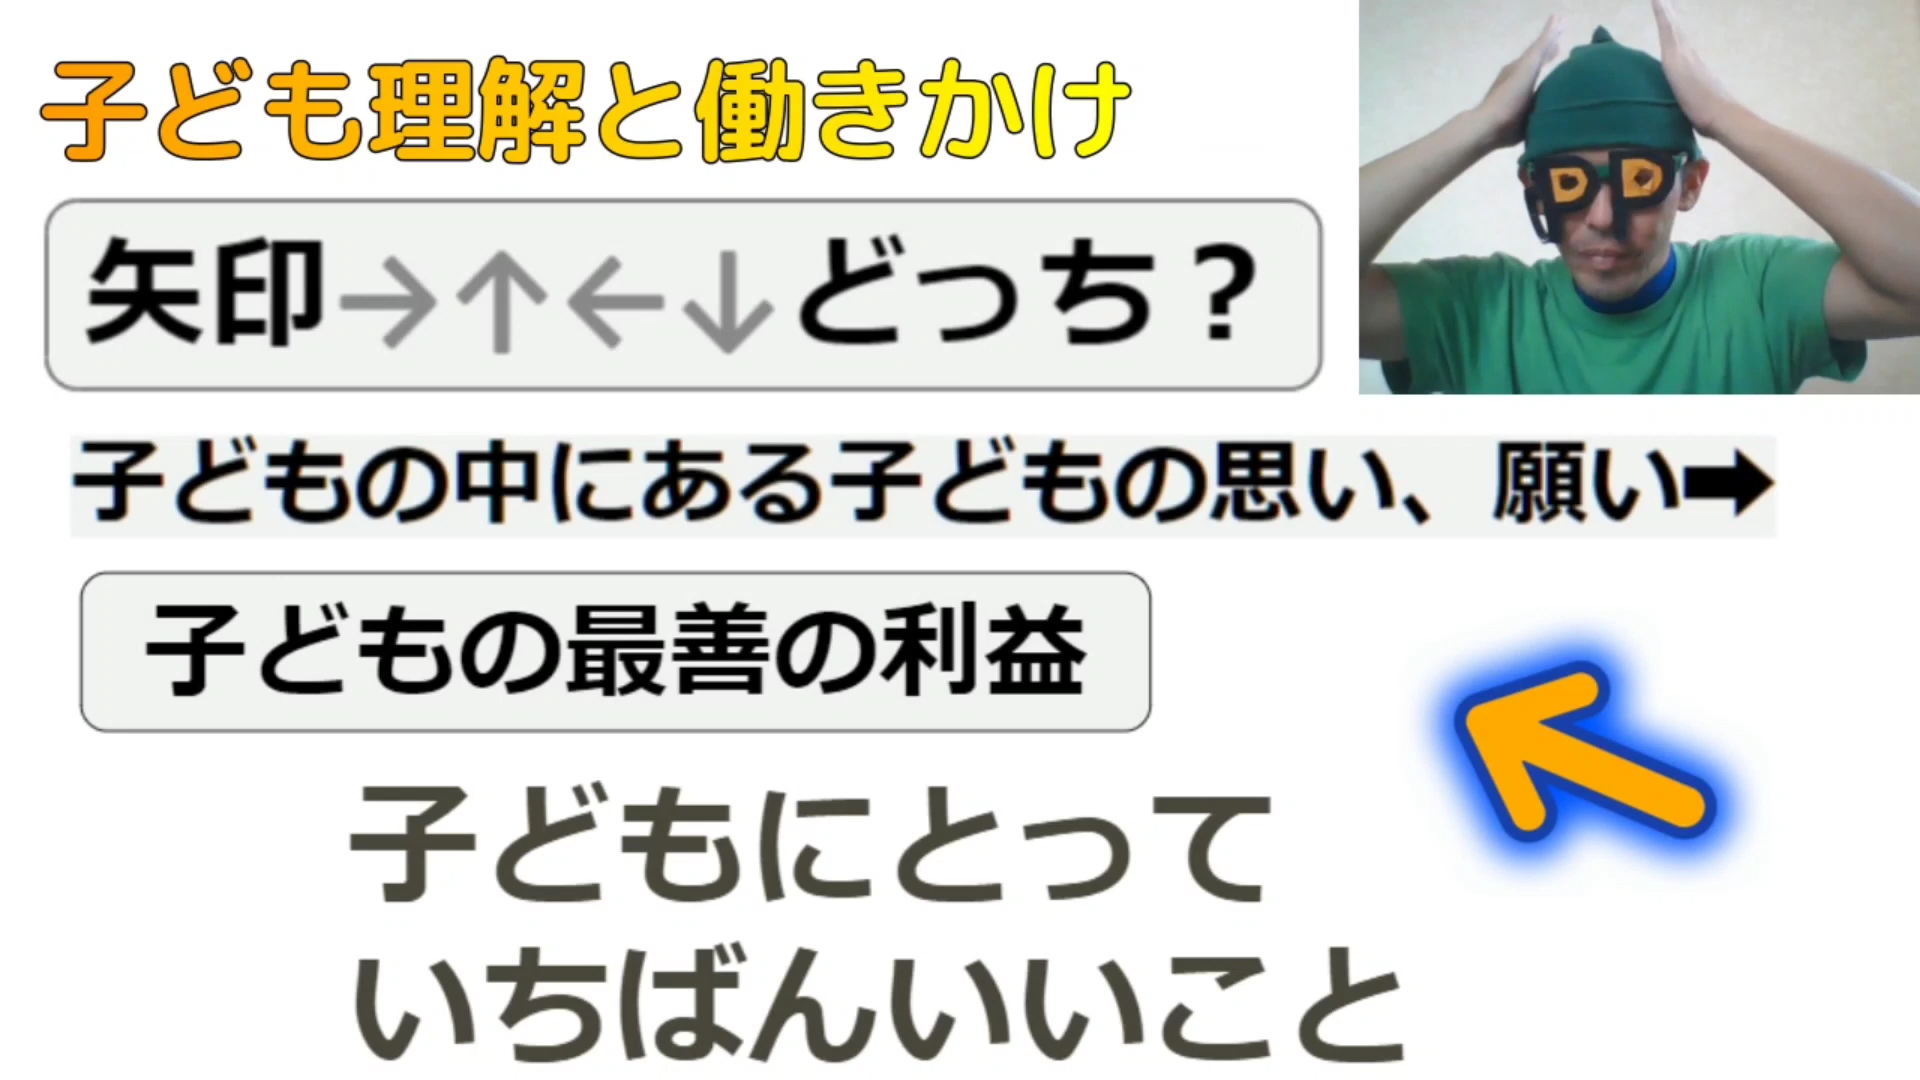 子ども理解と働きかけ
矢印→↑←↓どっち？
子どもの中にある子どもの思い、願い➡
子どもの最善の利益
子どもにとって
いちばんいいこと